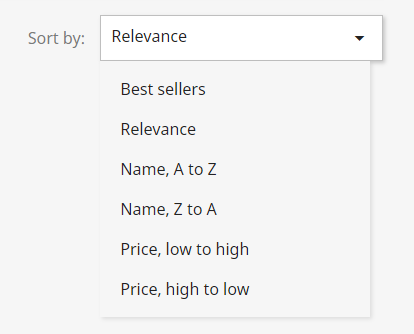 Sort by: Relevance
Best sellers
Relevance
Name, A to Z
Name, Z to A
Price, low to high
Price, high to low